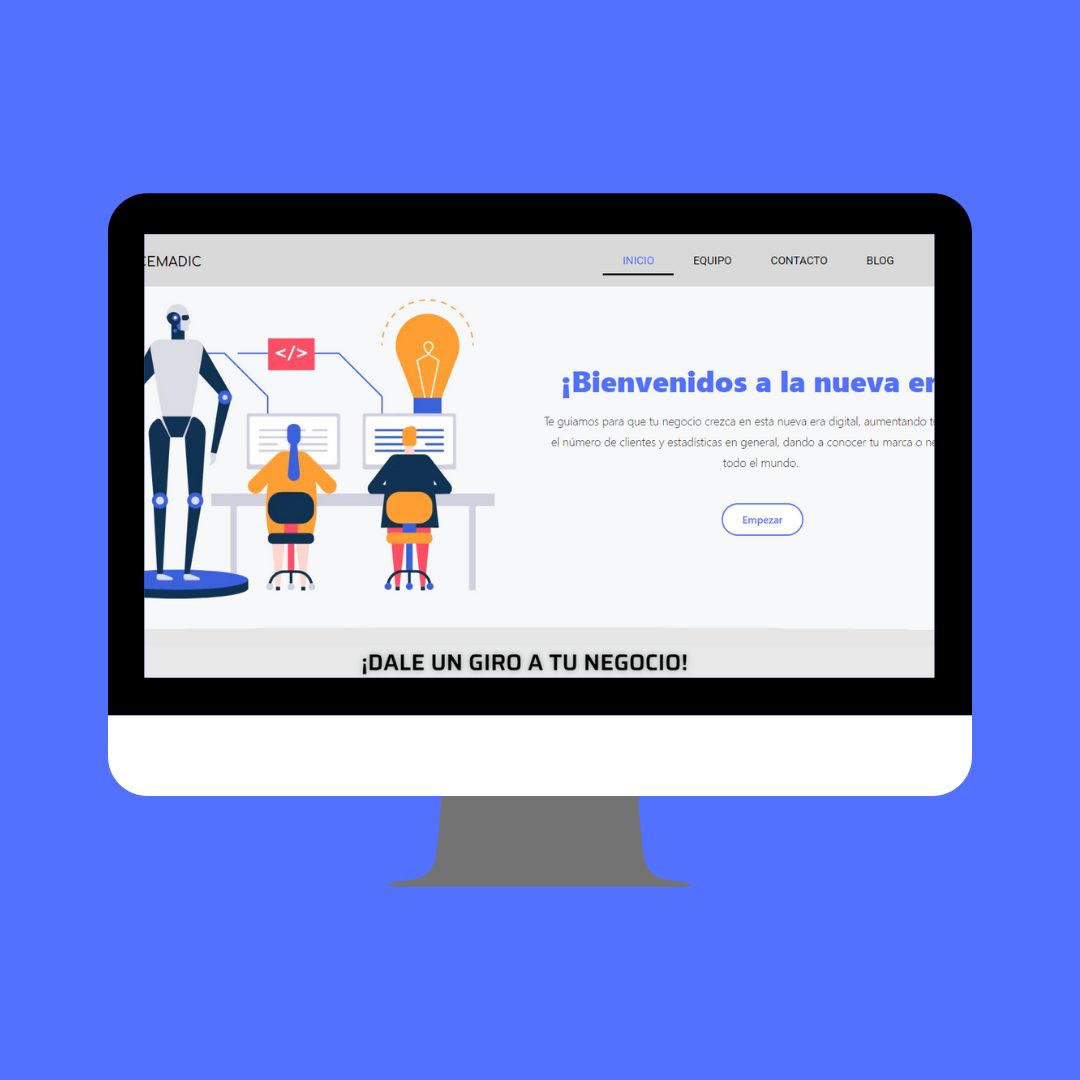 CEMADIC
INICIO EQUIPO CONTACTO BLOG
</>
¡Bienvenidos a la nueva er
Te guiamos para que tu negocio crezca en esta nueva era digital, aumentando t
el número de clientes y estadísticas en general, dando a conocer tu marca o ne
todo el mundo.
Empezar
¡DALE UN GIRO A TU NEGOCIO!